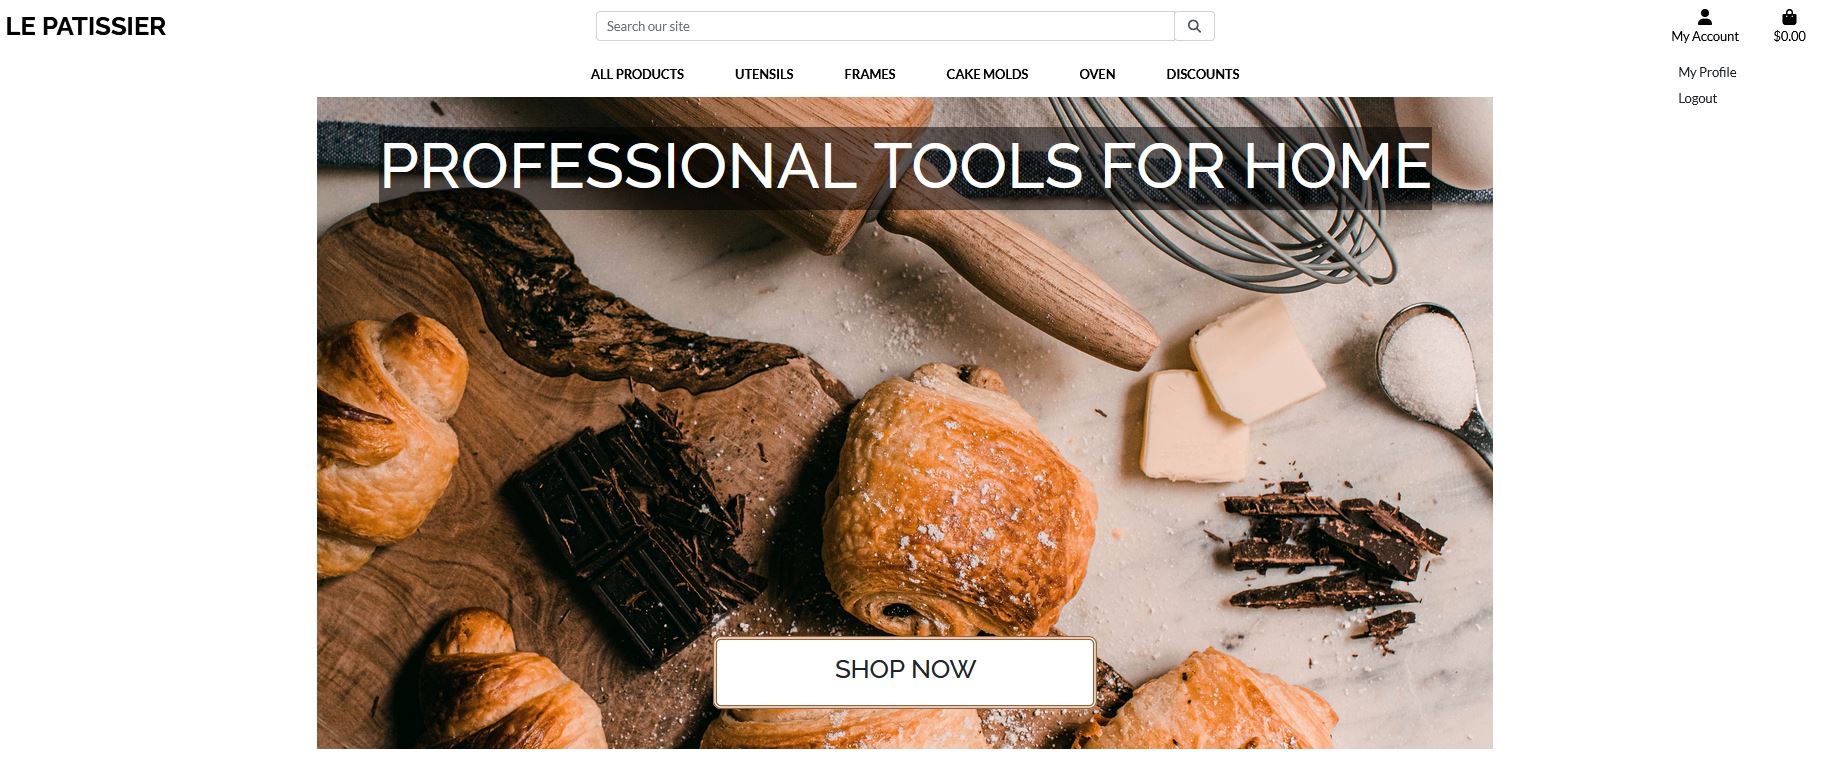 LE PATISSIER
Search our site
My Account
$0.00
My Profile
Logout
ALL PRODUCTS UTENSILS FRAMES CAKE MOLDS OVEN DISCOUNTS
PROFESSIONAL TOOLS FOR HOME
SHOP NOW